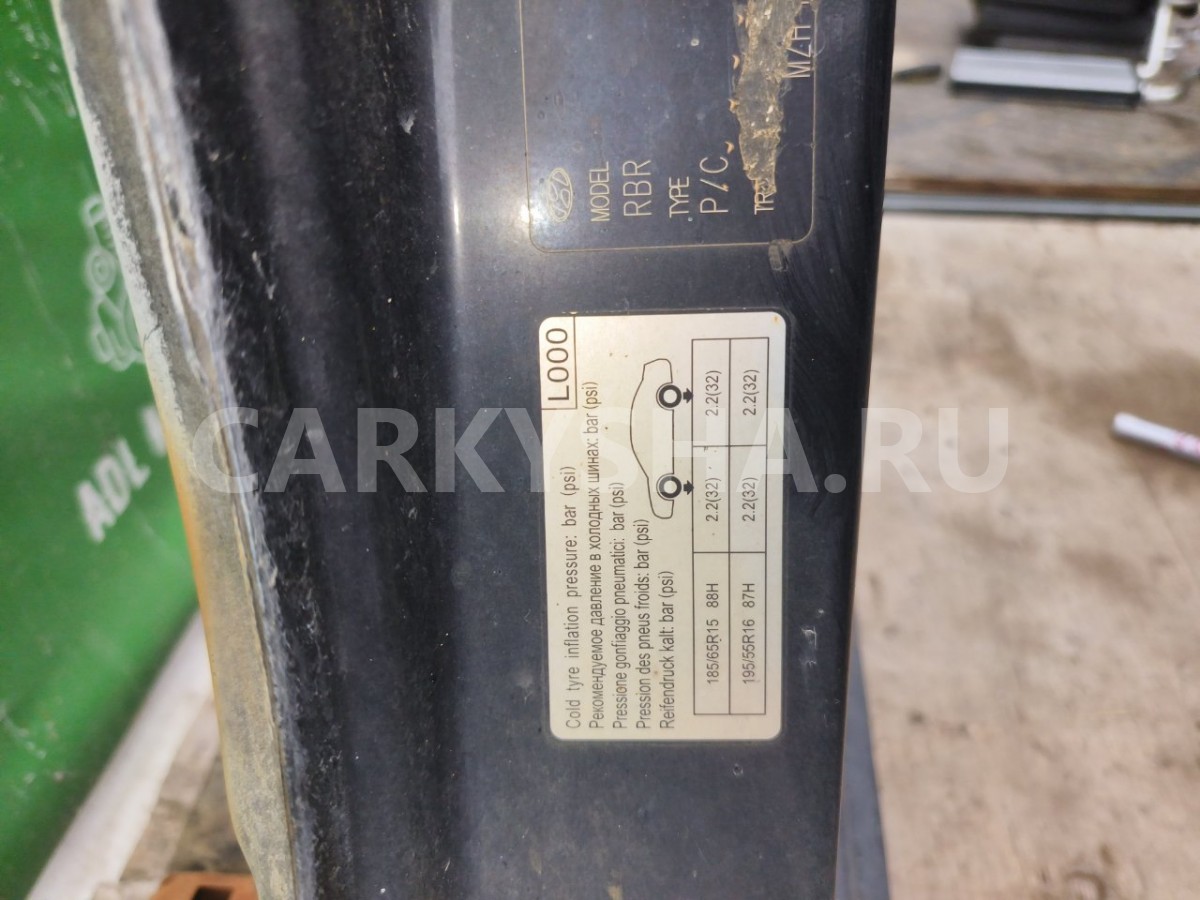 MODEL
RBR
TYPE
P/C
L000
Cold tyre inflation pressure: bar (psi)
Рекомендуемое давление в холодных шинах: bar (psi)
Pressione gonfiaggio pneumatici: bar (psi)
Pression des pneus froids: bar (psi)
Reifendruck kalt: bar (psi)
185/65R15 88H 2.2(32) 2.2(32)
195/55R16 87H 2.2(32) 2.2(32)
CARKYSHA.RU
ADL